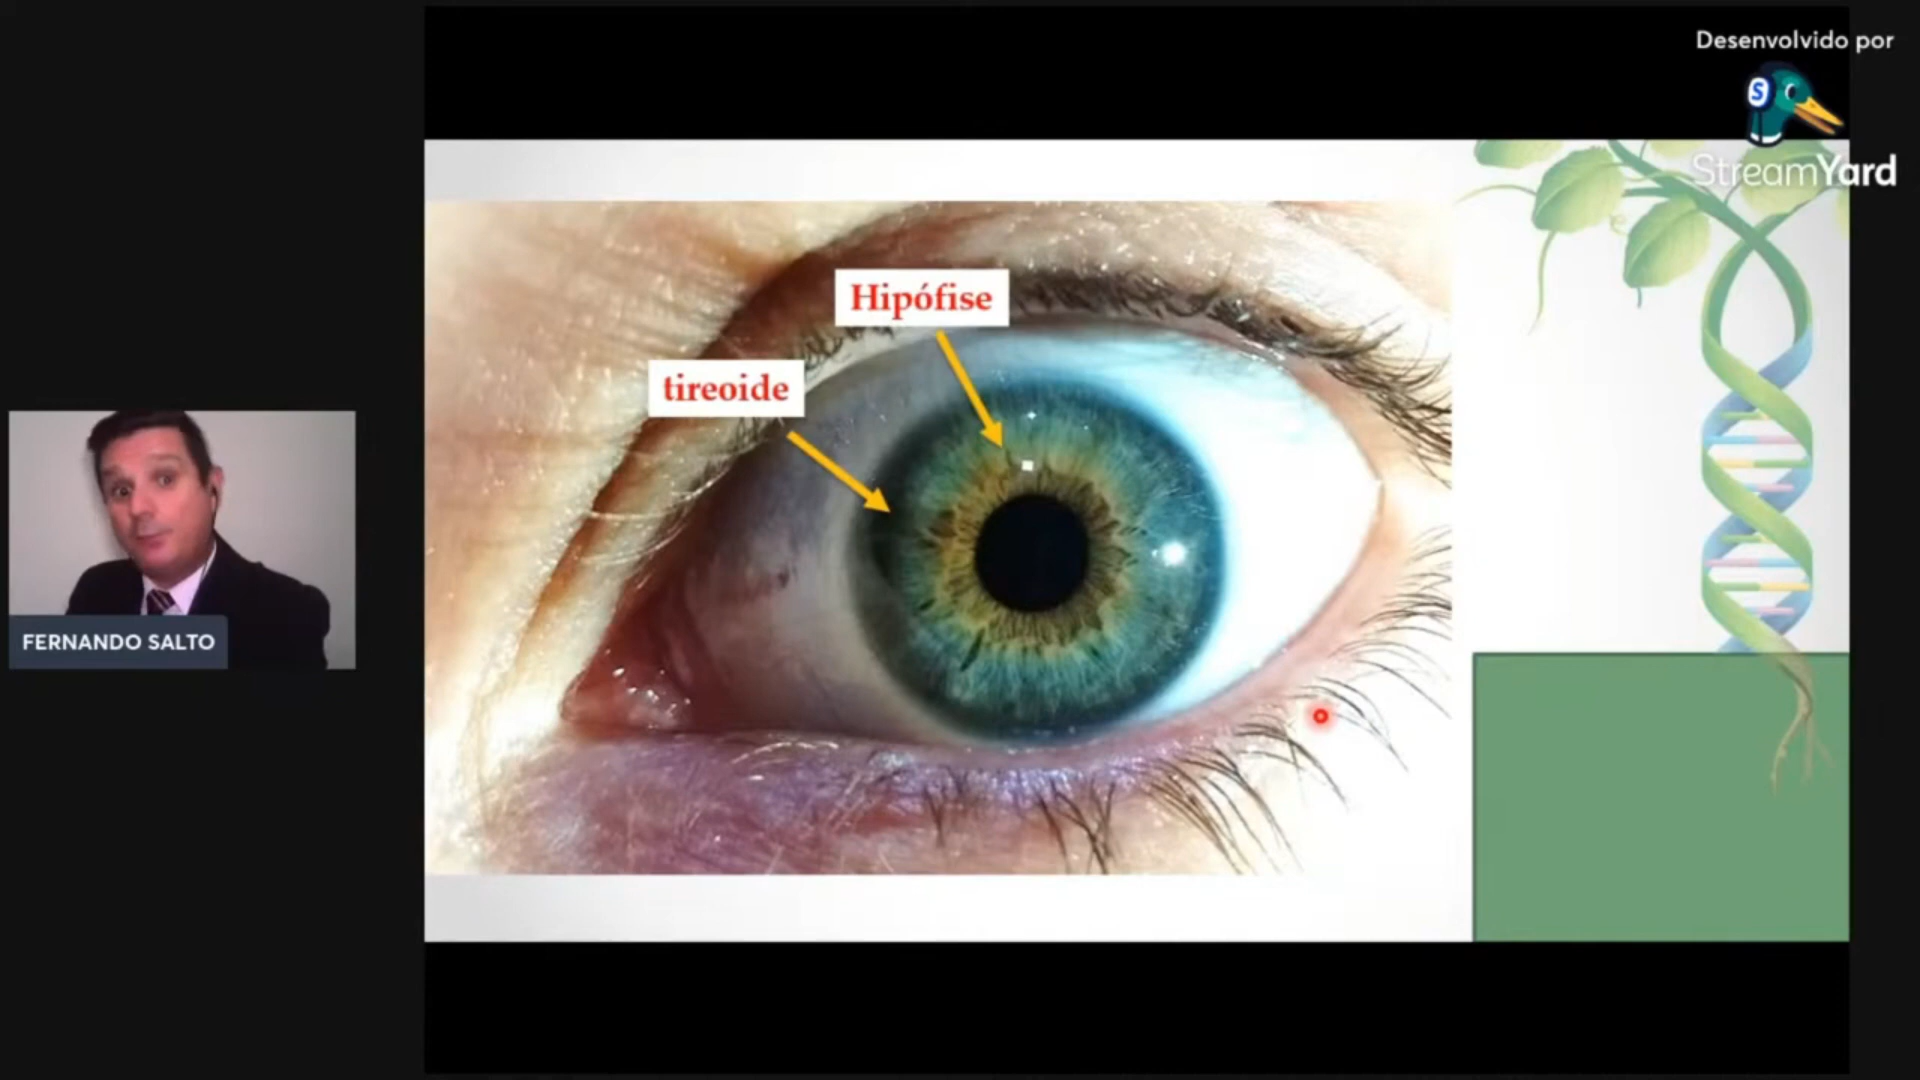 Desenvolvido por
S
StreamYard
Hipófise
tireoide
FERNANDO SALTO